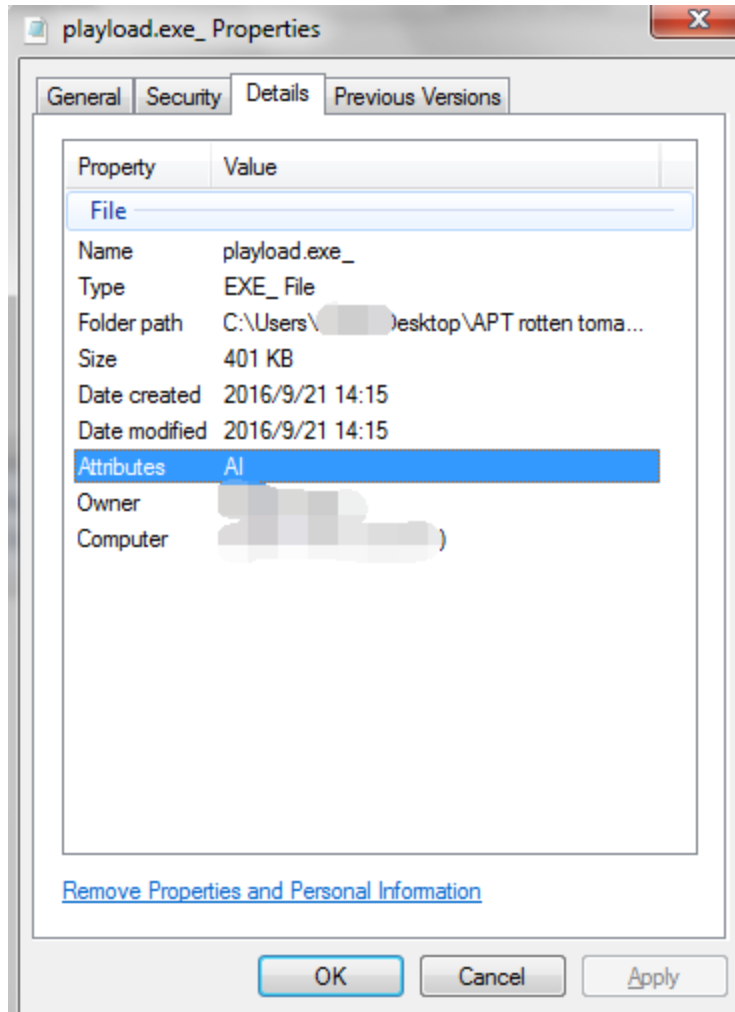 playload.exe_ Properties
General Security Details Previous Versions
Property Value
File
Name playload.exe_
Type EXE_ File
Folder path C:\Users\ Desktop\APT rotten toma...
Size 401 KB
Date created 2016/9/21 14:15
Date modified 2016/9/21 14:15
Attributes AI
Owner
Computer )
Remove Properties and Personal Information
OK Cancel Apply